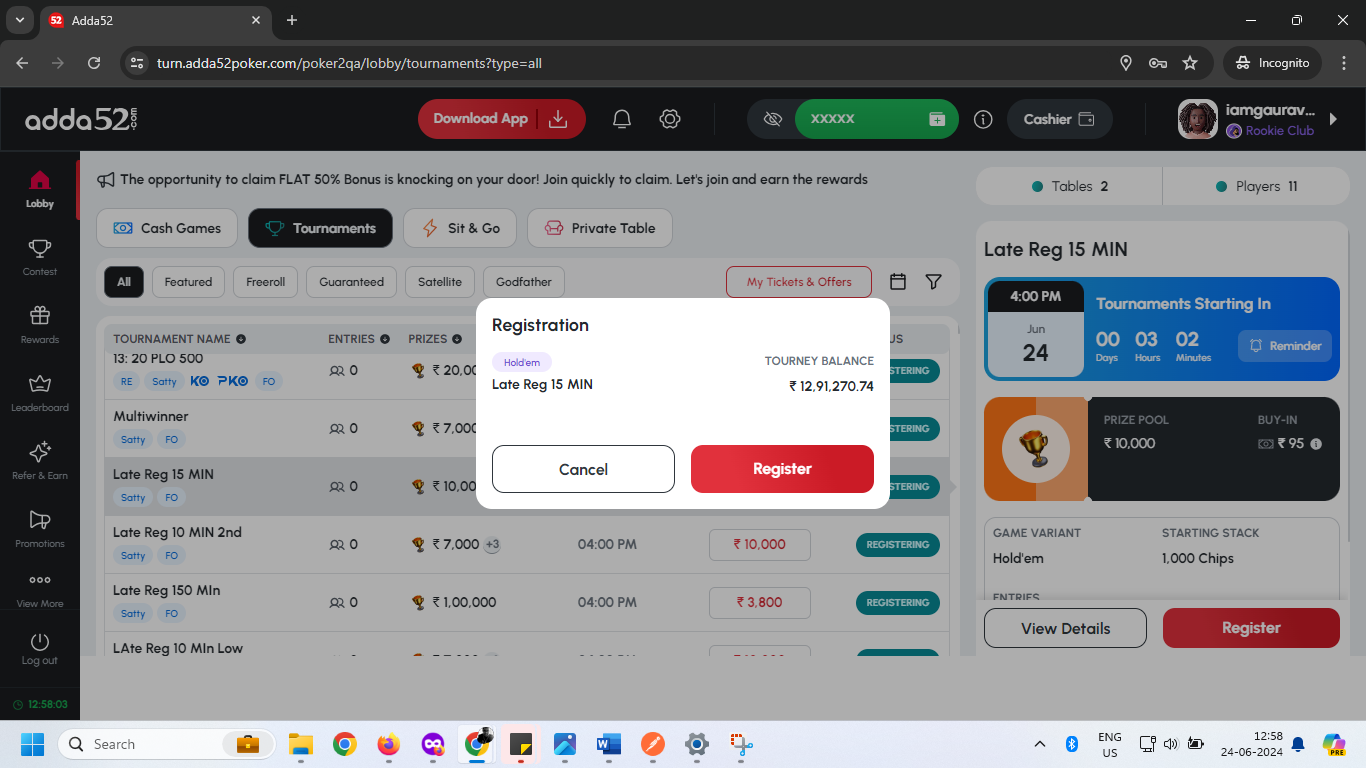 52 Adda52
turn.adda52poker.com/poker2qa/lobby/tournaments?type=all
Incognito
adda52.com
Download App
XXXXX
Cashier
iamgaurav...
Rookie Club
Lobby
Contest
Rewards
Leaderboard
Refer & Earn
Promotions
View More
Log out
12:58:03
The opportunity to claim FLAT 50% Bonus is knocking on your door! Join quickly to claim. Let's join and earn the rewards
Cash Games
Tournaments
Sit & Go
Private Table
All
Featured
Freeroll
Guaranteed
Satellite
Godfather
My Tickets & Offers
TOURNAMENT NAME
ENTRIES
PRIZES
US
13: 20 PLO 500
RE Satty KO PKO FO
0
₹ 20,00
STERING
Multiwinner
Satty FO
0
₹ 7,000
STERING
Late Reg 15 MIN
Satty FO
0
₹ 10,00
STERING
Late Reg 10 MIN 2nd
Satty FO
0
₹ 7,000 +3
04:00 PM
₹ 10,000
REGISTERING
Late Reg 150 MIn
Satty FO
0
₹ 1,00,000
04:00 PM
₹ 3,800
REGISTERING
LAte Reg 10 MIn Low
Registration
Hold'em
Late Reg 15 MIN
TOURNEY BALANCE
₹ 12,91,270.74
Cancel
Register
Tables 2
Players 11
Late Reg 15 MIN
4:00 PM
Jun
24
Tournaments Starting In
00 03 02
Days Hours Minutes
Reminder
PRIZE POOL
₹ 10,000
BUY-IN
₹ 95
GAME VARIANT
Hold'em
STARTING STACK
1,000 Chips
ENTRIES
View Details
Register
Search
ENG
US
12:58
24-06-2024
PRE